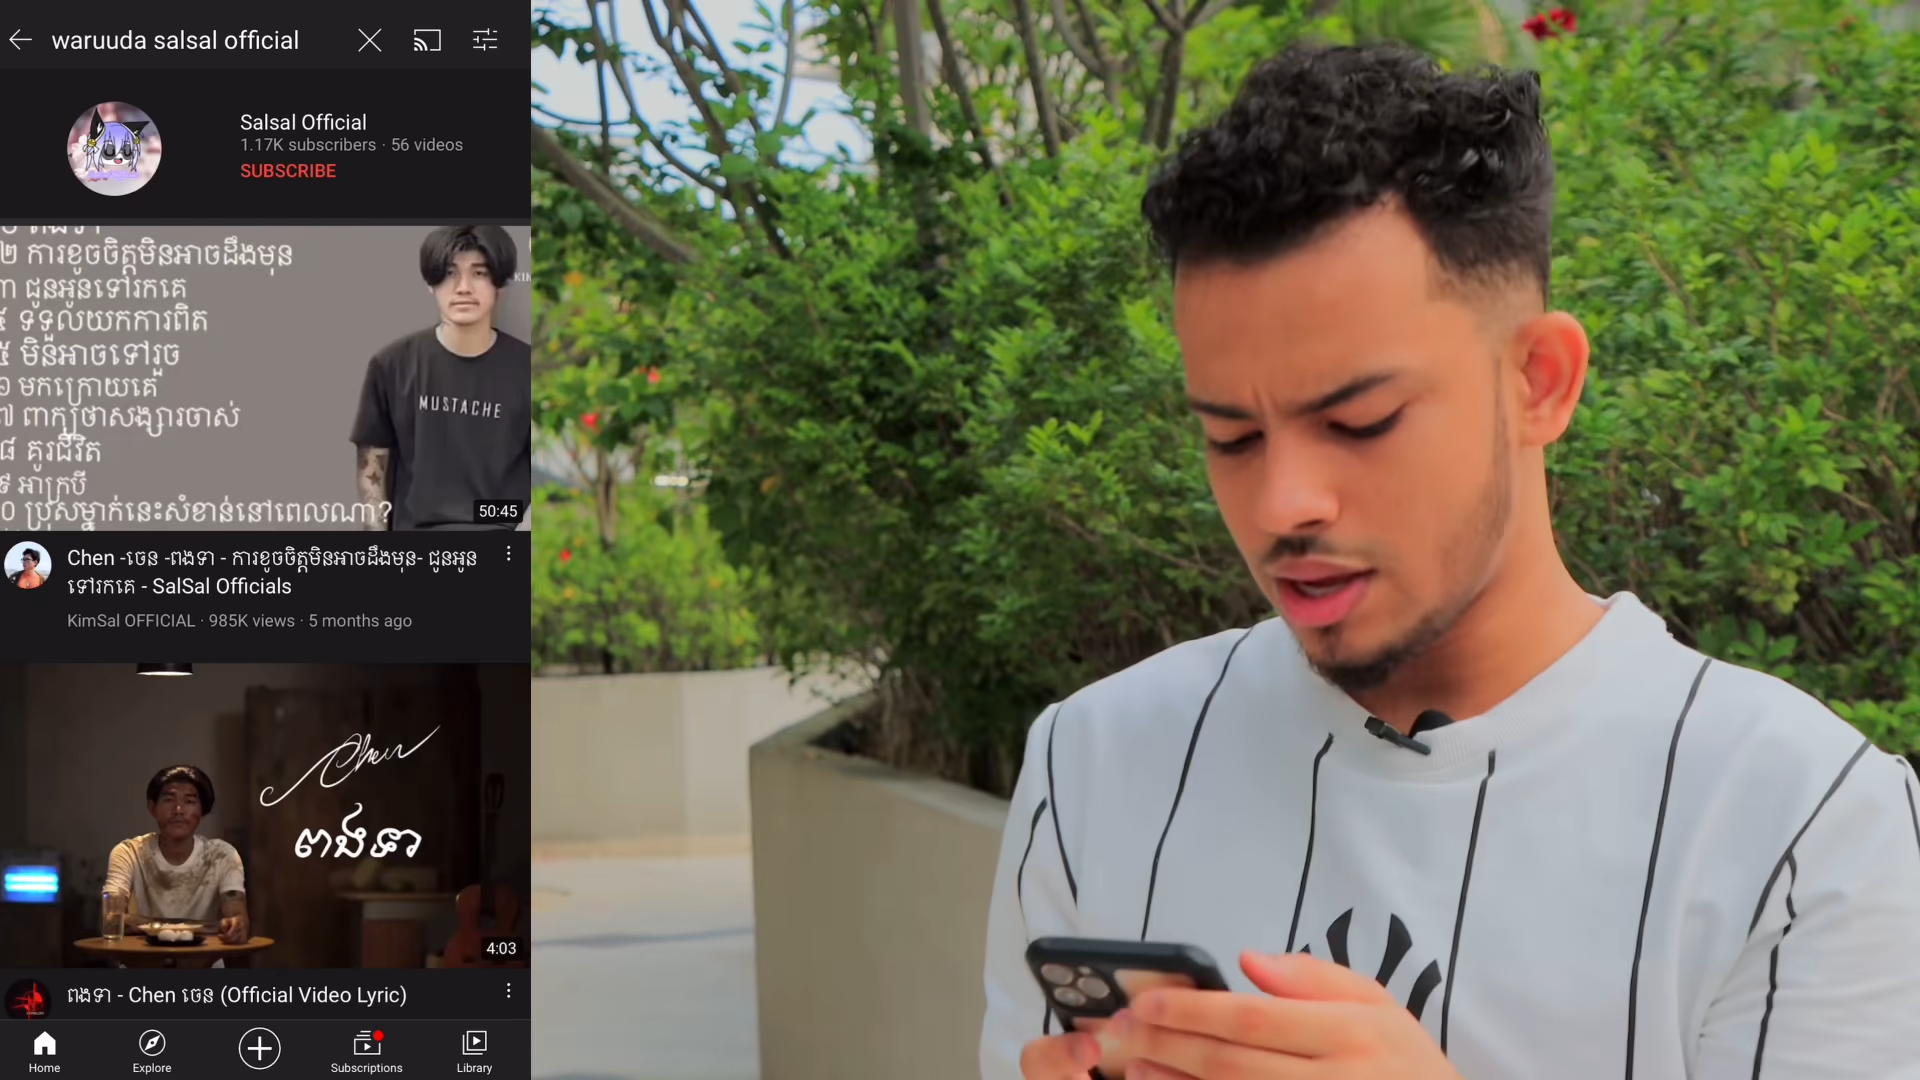 waruuda salsal official
Salsal Official
1.17K subscribers · 56 videos
SUBSCRIBE
២ ការខូចចិត្តមិនអាចដឹងមុន
៣ ជូនអូនទៅរកគេ
៤ ទទួលយកការពិត
៥ មិនអាចទៅរួច
៦ មកក្រោយគេ
៧ ពាក្យថាសង្សារចាស់
៨ គូរជីវិត
៩ អាក្របី
០ ប្រុសម្នាក់នេះសំខាន់នៅពេលណា?
MUSTACHE
50:45
Chen -ចេន -ពងទា - ការខូចចិត្តមិនអាចដឹងមុន- ជូនអូន
ទៅរកគេ - SalSal Officials
KimSal OFFICIAL · 985K views · 5 months ago
Chen
ពងទា
4:03
ពងទា - Chen ចេន (Official Video Lyric)
Home
Explore
Subscriptions
Library
NY